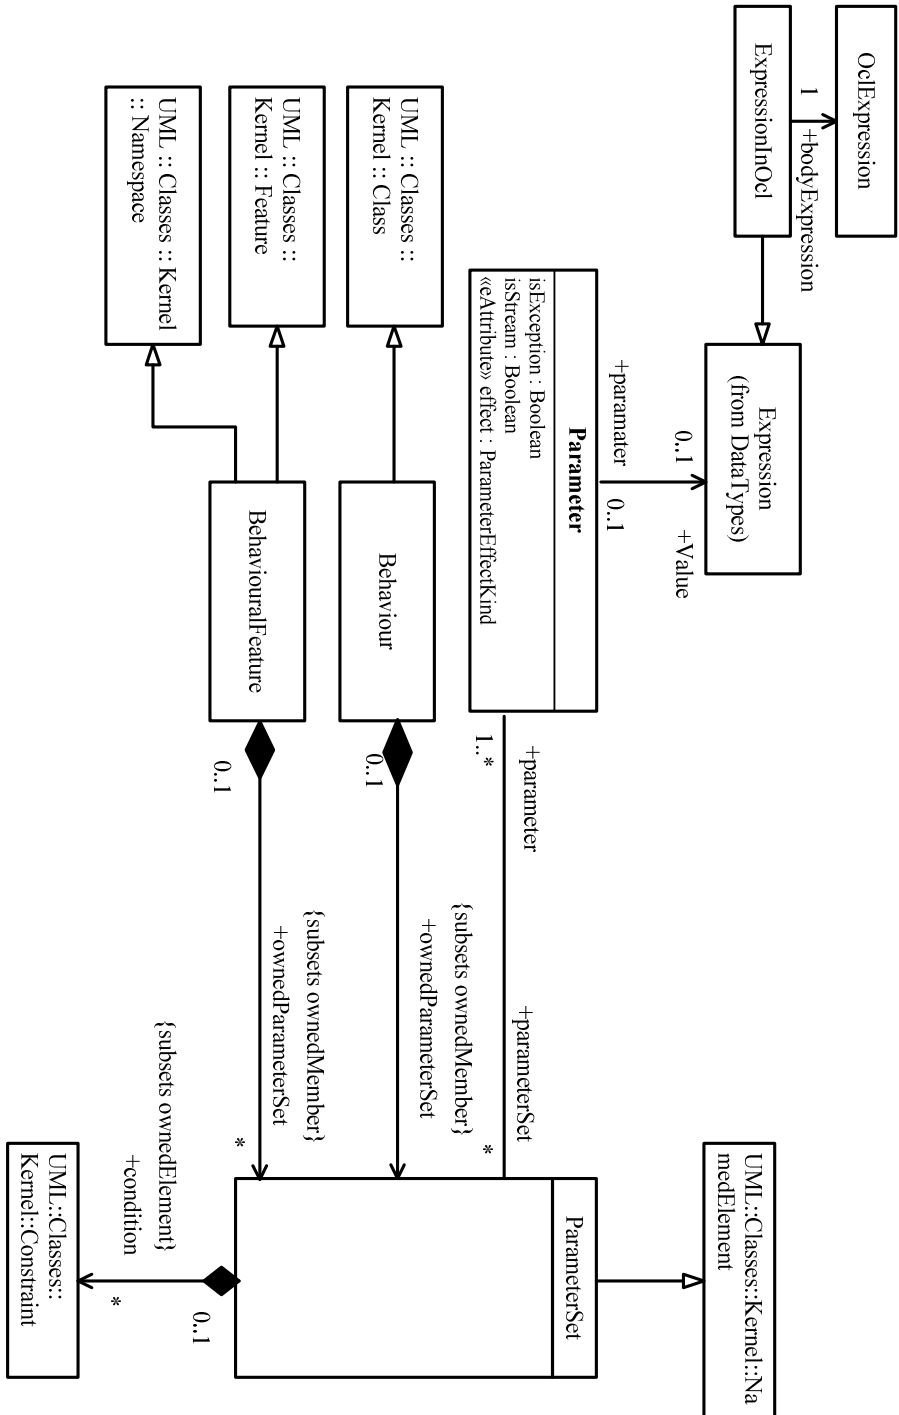 OclExpression
1
+bodyExpression
ExpressionInOcl
Expression
(from DataTypes)
0..1
+Value
+paramater
0..1
Parameter
isException : Boolean
isStream : Boolean
«eAttribute» effect : ParameterEffectKind
+parameter
1..*
+parameterSet
*
UML::Classes::Kernel::Na
medElement
ParameterSet
UML :: Classes ::
Kernel :: Class
Behaviour
0..1
{subsets ownedMember}
+ownedParameterSet
UML :: Classes ::
Kernel :: Feature
BehaviouralFeature
0..1
{subsets ownedMember}
+ownedParameterSet
*
UML :: Classes :: Kernel
:: Namespace
0..1
{subsets ownedElement}
+condition
*
UML::Classes::
Kernel::Constraint